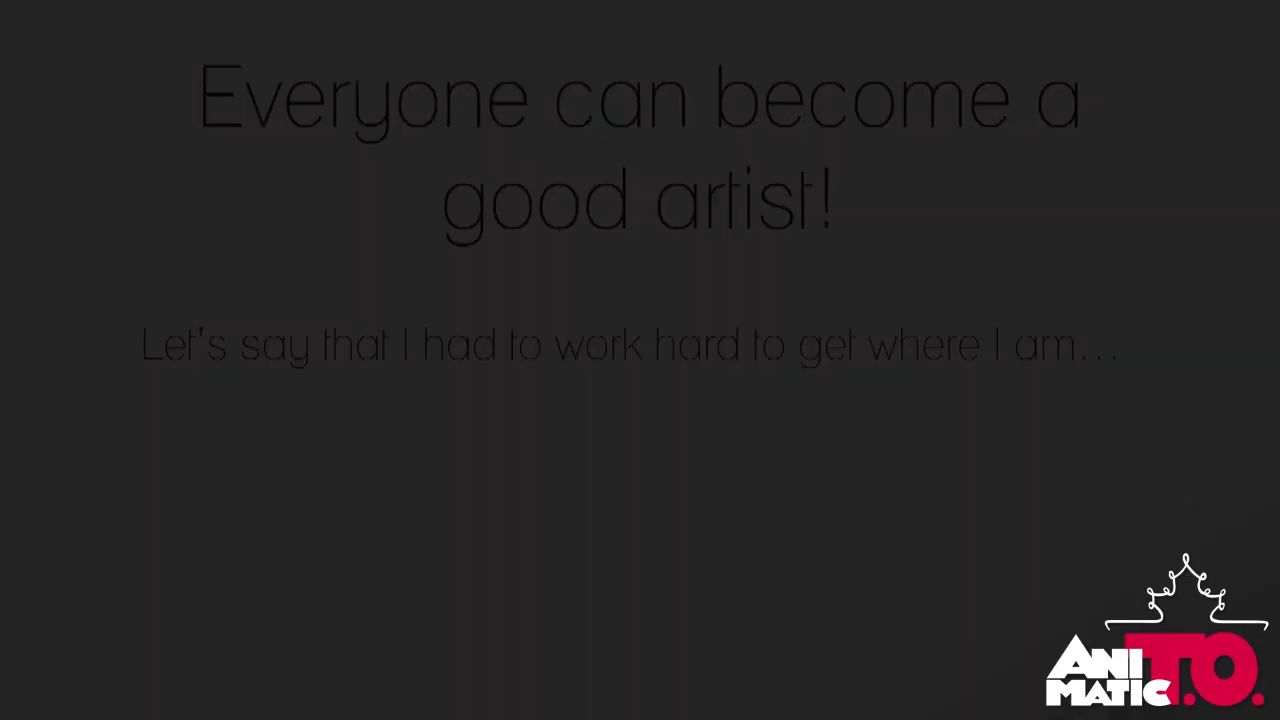 Everyone can become a
good artist!
Let's say that I had to work hard to get where I am...
ANI
MATIC T.O.